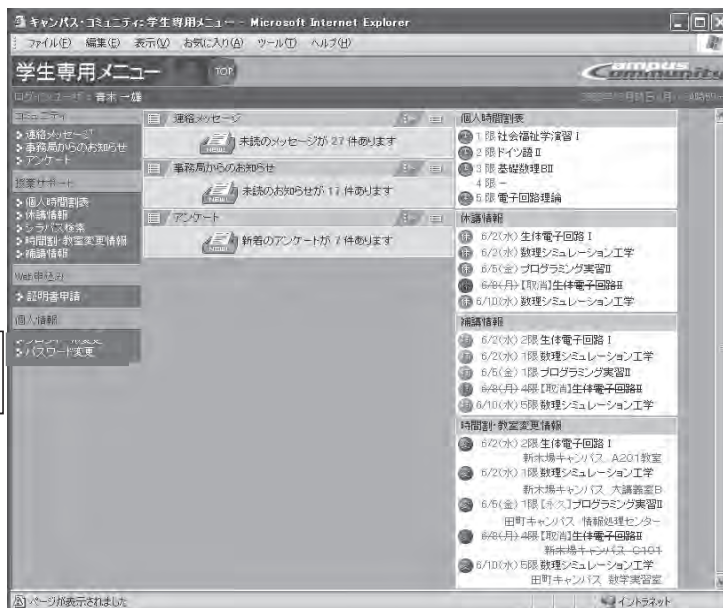 キャンパス・コミュニティ:学生専用メニュー - Microsoft Internet Explorer
ファイル(F) 編集(E) 表示(V) お気に入り(A) ツール(T) ヘルプ(H)
学生専用メニュー TOP Campus Community
ログインユーザ:青木 一雄
コミュニティ
連絡メッセージ
事務局からのお知らせ
アンケート
授業サポート
個人時間割表
休講情報
シラバス検索
時間割・教室変更情報
補講情報
Web申込み
証明書申請
個人情報
パスワード変更
連絡メッセージ
未読のメッセージが 27 件あります
事務局からのお知らせ
未読のお知らせが 17 件あります
アンケート
新着のアンケートが 7 件あります
個人時間割表
1 限 社会福祉学演習 I
2 限 ドイツ語 II
3 限 基礎数理BII
4 限 -
5 限 電子回路理論
休講情報
6/2(水) 生体電子回路 I
6/2(水) 数理シミュレーション工学
6/5(金) プログラミング実習II
6/8(月)【取消】生体電子回路II
6/10(水) 数理シミュレーション工学
補講情報
6/2(水) 2限 生体電子回路 I
6/2(水) 1限 数理シミュレーション工学
6/5(金) 1限 プログラミング実習II
6/8(月) 4限【取消】生体電子回路II
6/10(水) 5限 数理シミュレーション工学
時間割・教室変更情報
6/2(水) 2限 生体電子回路 I
新木場キャンパス A201教室
6/2(水) 1限 数理シミュレーション工学
新木場キャンパス 大講義室B
6/5(金) 1限 [永久]プログラミング実習II
田町キャンパス 情報処理センター
6/8(月) 4限【取消】生体電子回路II
新木場キャンパス C101
6/10(水) 5限 数理シミュレーション工学
田町キャンパス 数学実習室
ページが表示されました イントラネット